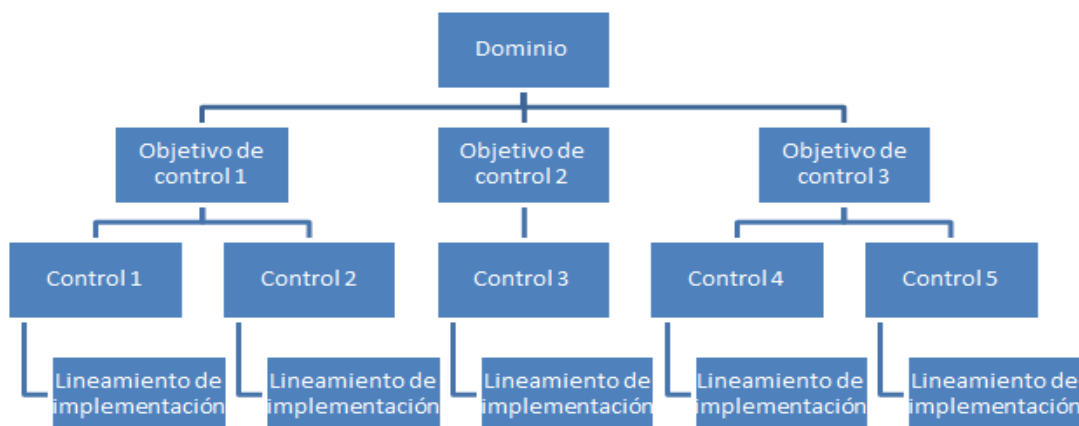 Dominio
Objetivo de
control 1
Objetivo de
control 2
Objetivo de
control 3
Control 1
Control 2
Control 3
Control 4
Control 5
Lineamiento de
implementación
Lineamiento de
implementación
Lineamiento de
implementación
Lineamiento de
implementación
Lineamiento de
implementación